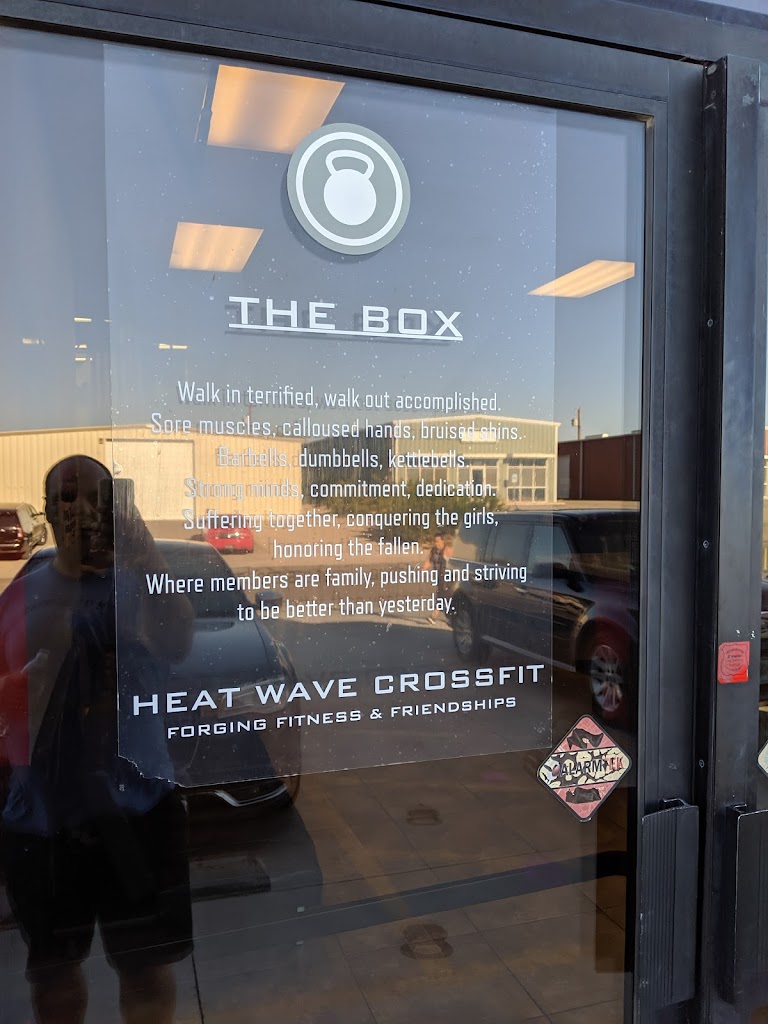 THE BOX
Walk in terrified, walk out accomplished.
Sore muscles, calloused hands, bruised shins.
Barbells, dumbbells, kettlebells.
Strong minds, commitment, dedication.
Suffering together, conquering the girls,
honoring the fallen.
Where members are family, pushing and striving
to be better than yesterday.
HEAT WAVE CROSSFIT
FORGING FITNESS & FRIENDSHIPS
ALARMTEK